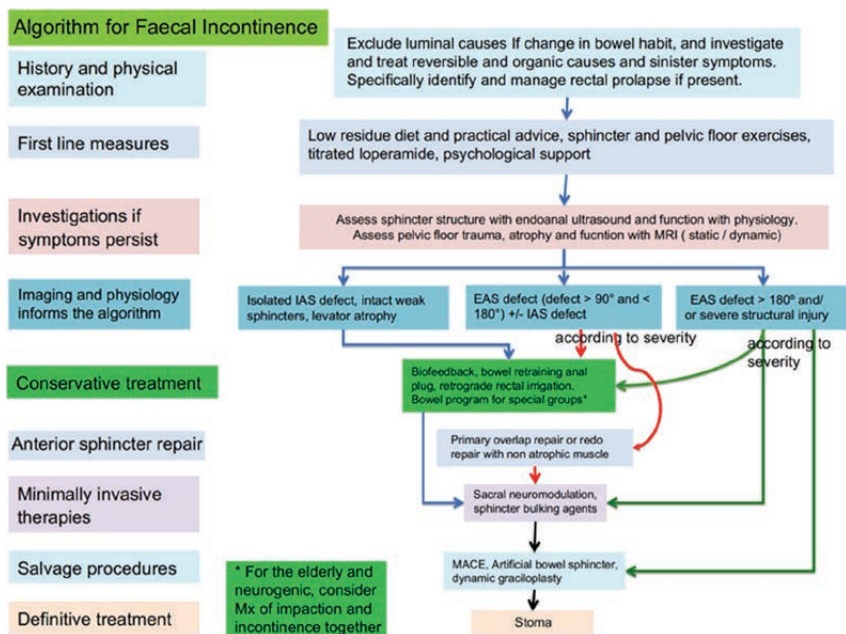 Algorithm for Faecal Incontinence
History and physical
examination
Exclude luminal causes If change in bowel habit, and investigate
and treat reversible and organic causes and sinister symptoms.
Specifically identify and manage rectal prolapse if present.
First line measures
Low residue diet and practical advice, sphincter and pelvic floor exercises,
titrated loperamide, psychological support
Investigations if
symptoms persist
Assess sphincter structure with endoanal ultrasound and function with physiology.
Assess pelvic floor trauma, atrophy and fucntion with MRI ( static / dynamic)
Imaging and physiology
informs the algorithm
Isolated IAS defect, intact weak
sphincters, levator atrophy
EAS defect (defect > 90° and <
180°) +/- IAS defect
EAS defect > 180º and/
or severe structural injury
according to severity
according to
severity
Conservative treatment
Biofeedback, bowel retraining anal
plug, retrograde rectal irrigation.
Bowel program for special groups*
Anterior sphincter repair
Primary overlap repair or redo
repair with non atrophic muscle
Minimally invasive
therapies
Sacral neuromodulation,
sphincter bulking agents
Salvage procedures
MACE, Artificial bowel sphincter,
dynamic graciloplasty
* For the elderly and
neurogenic, consider
Mx of impaction and
incontinence together
Definitive treatment
Stoma